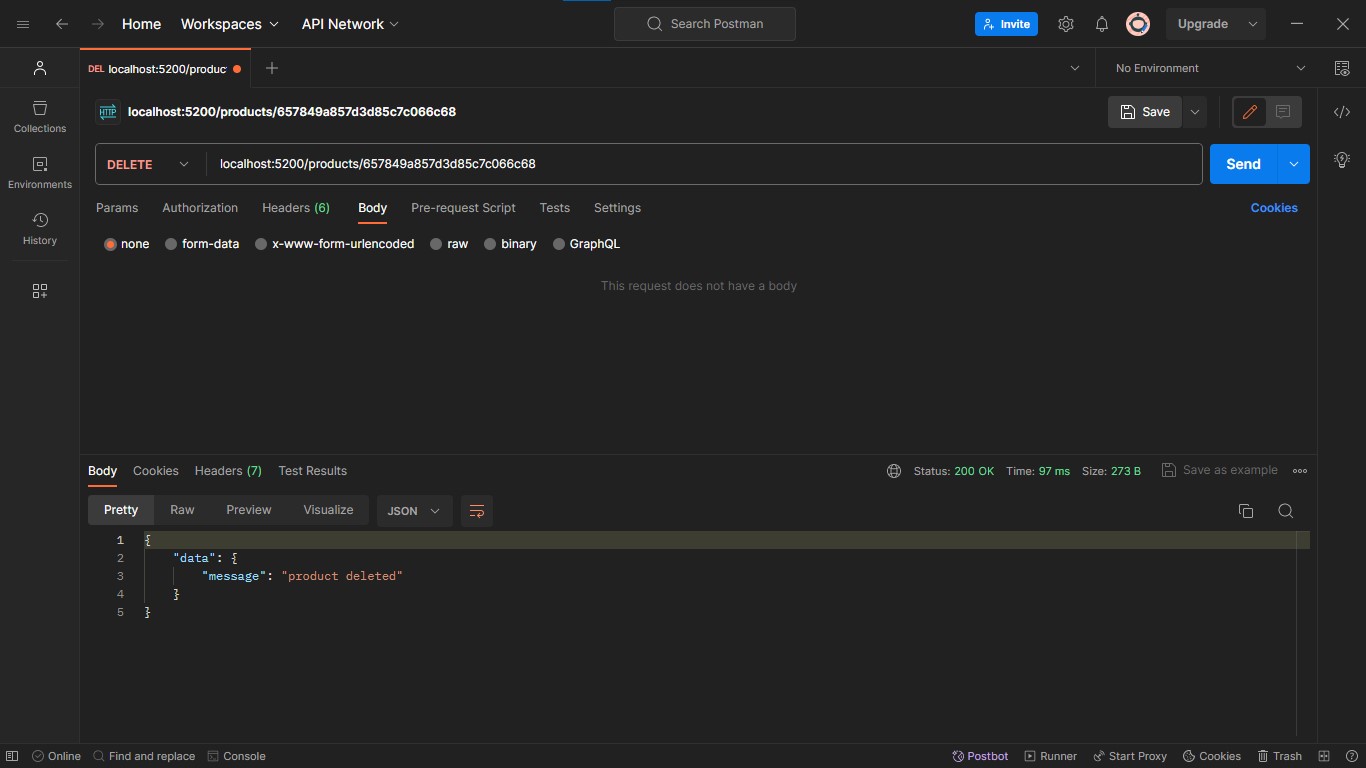 Home Workspaces API Network Search Postman Invite Upgrade
DEL localhost:5200/produc No Environment
localhost:5200/products/657849a857d3d85c7c066c68 Save
Collections
DELETE localhost:5200/products/657849a857d3d85c7c066c68 Send
Environments
Params Authorization Headers (6) Body Pre-request Script Tests Settings Cookies
History
none form-data x-www-form-urlencoded raw binary GraphQL
This request does not have a body
Body Cookies Headers (7) Test Results Status: 200 OK Time: 97 ms Size: 273 B Save as example
Pretty Raw Preview Visualize JSON
1 {
2 "data": {
3 "message": "product deleted"
4 }
5 }
Online Find and replace Console Postbot Runner Start Proxy Cookies Trash